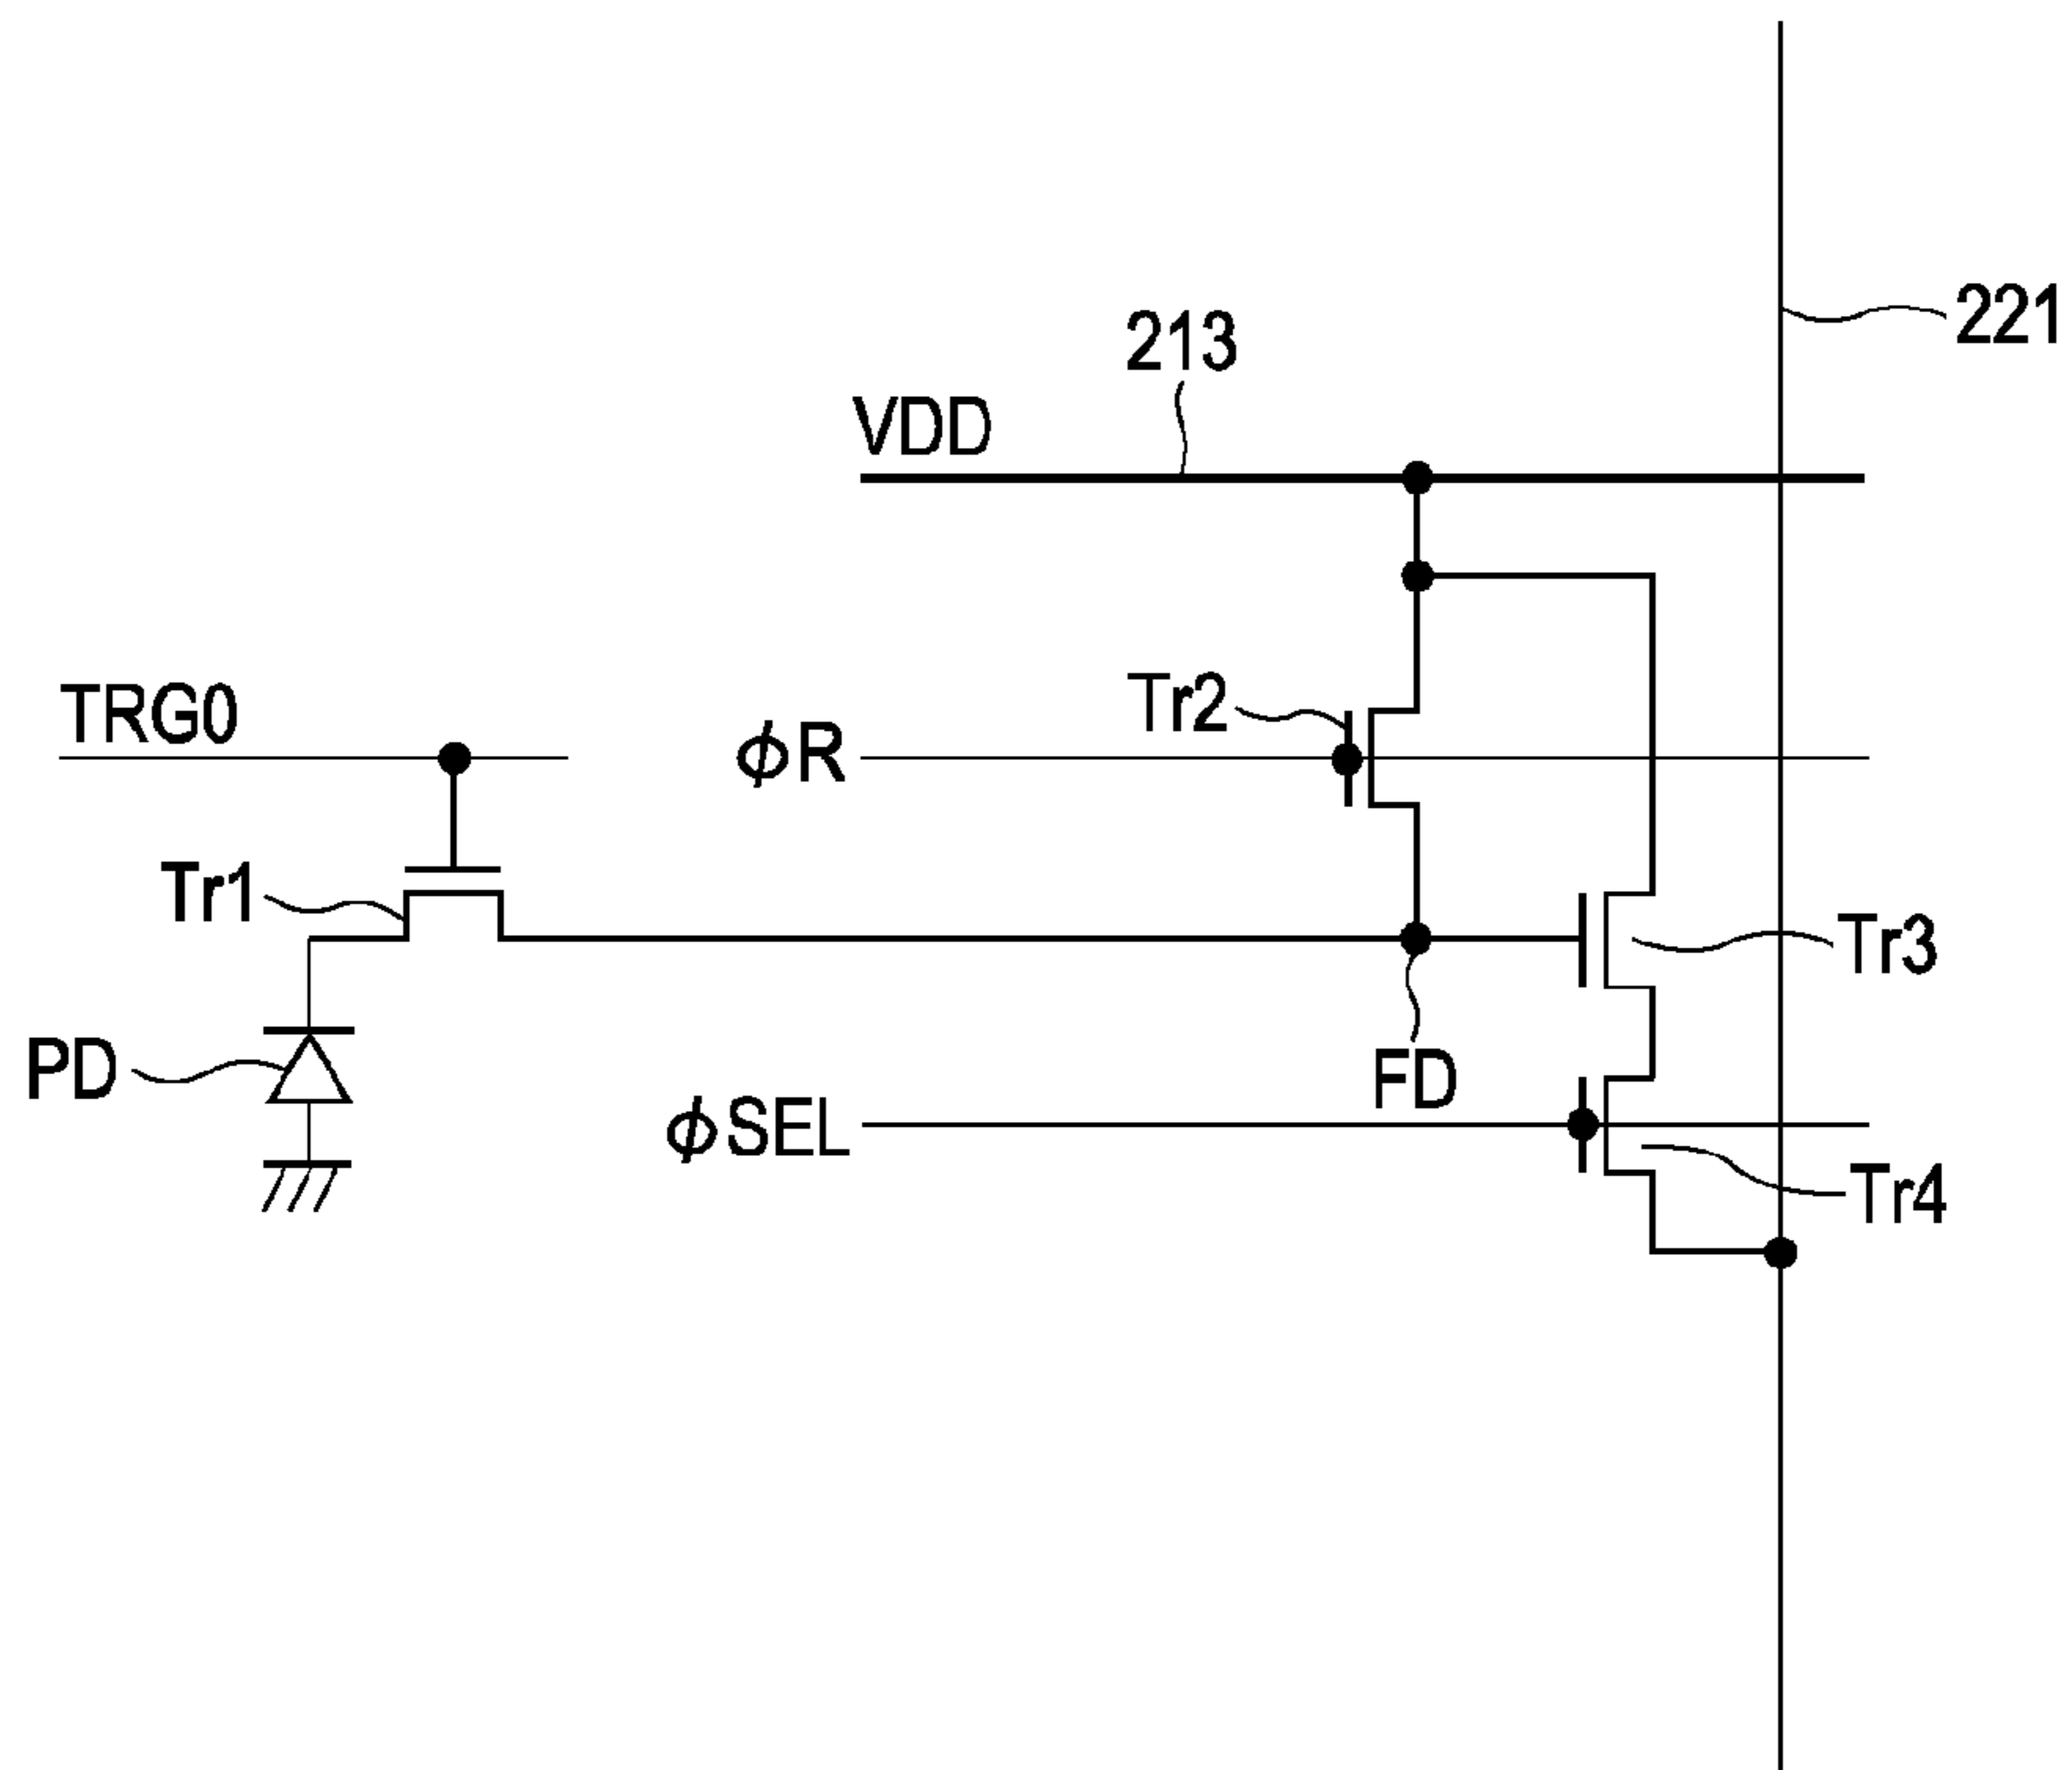 221
213
VDD
Tr2
TRG0
ϕR
Tr1
Tr3
PD
FD
ϕSEL
Tr4